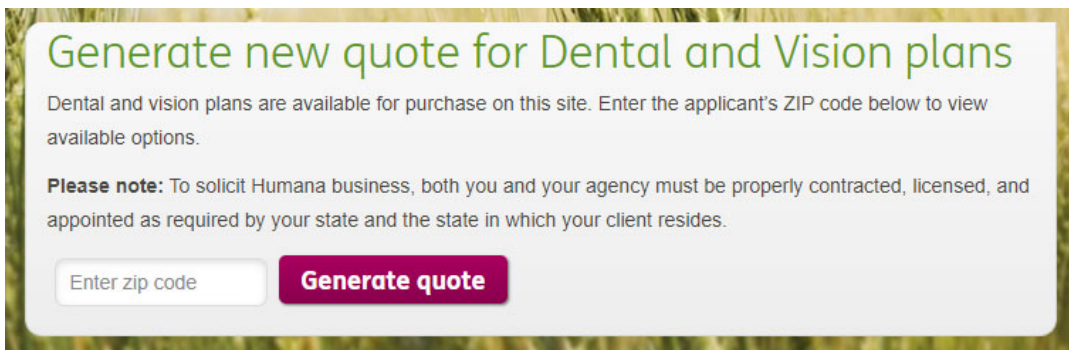 Generate new quote for Dental and Vision plans
Dental and vision plans are available for purchase on this site. Enter the applicant’s ZIP code below to view
available options.
Please note: To solicit Humana business, both you and your agency must be properly contracted, licensed, and
appointed as required by your state and the state in which your client resides.
Enter zip code
Generate quote